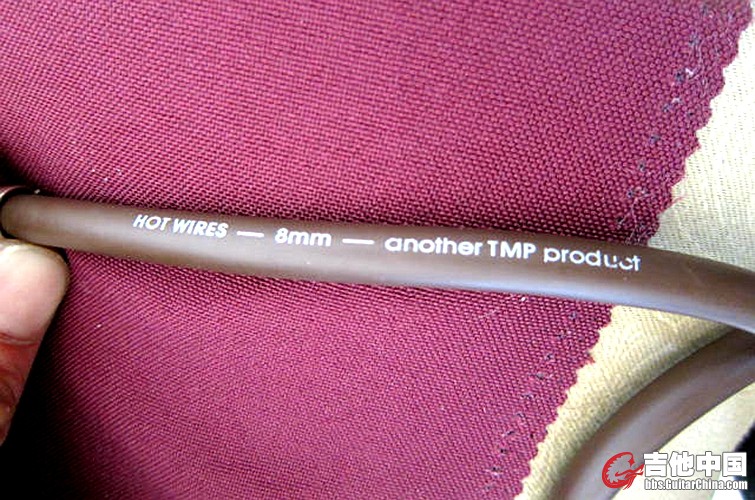 HOT WIRES — 8mm — another TMP product
吉他中国
bbs.GuitarChina.com